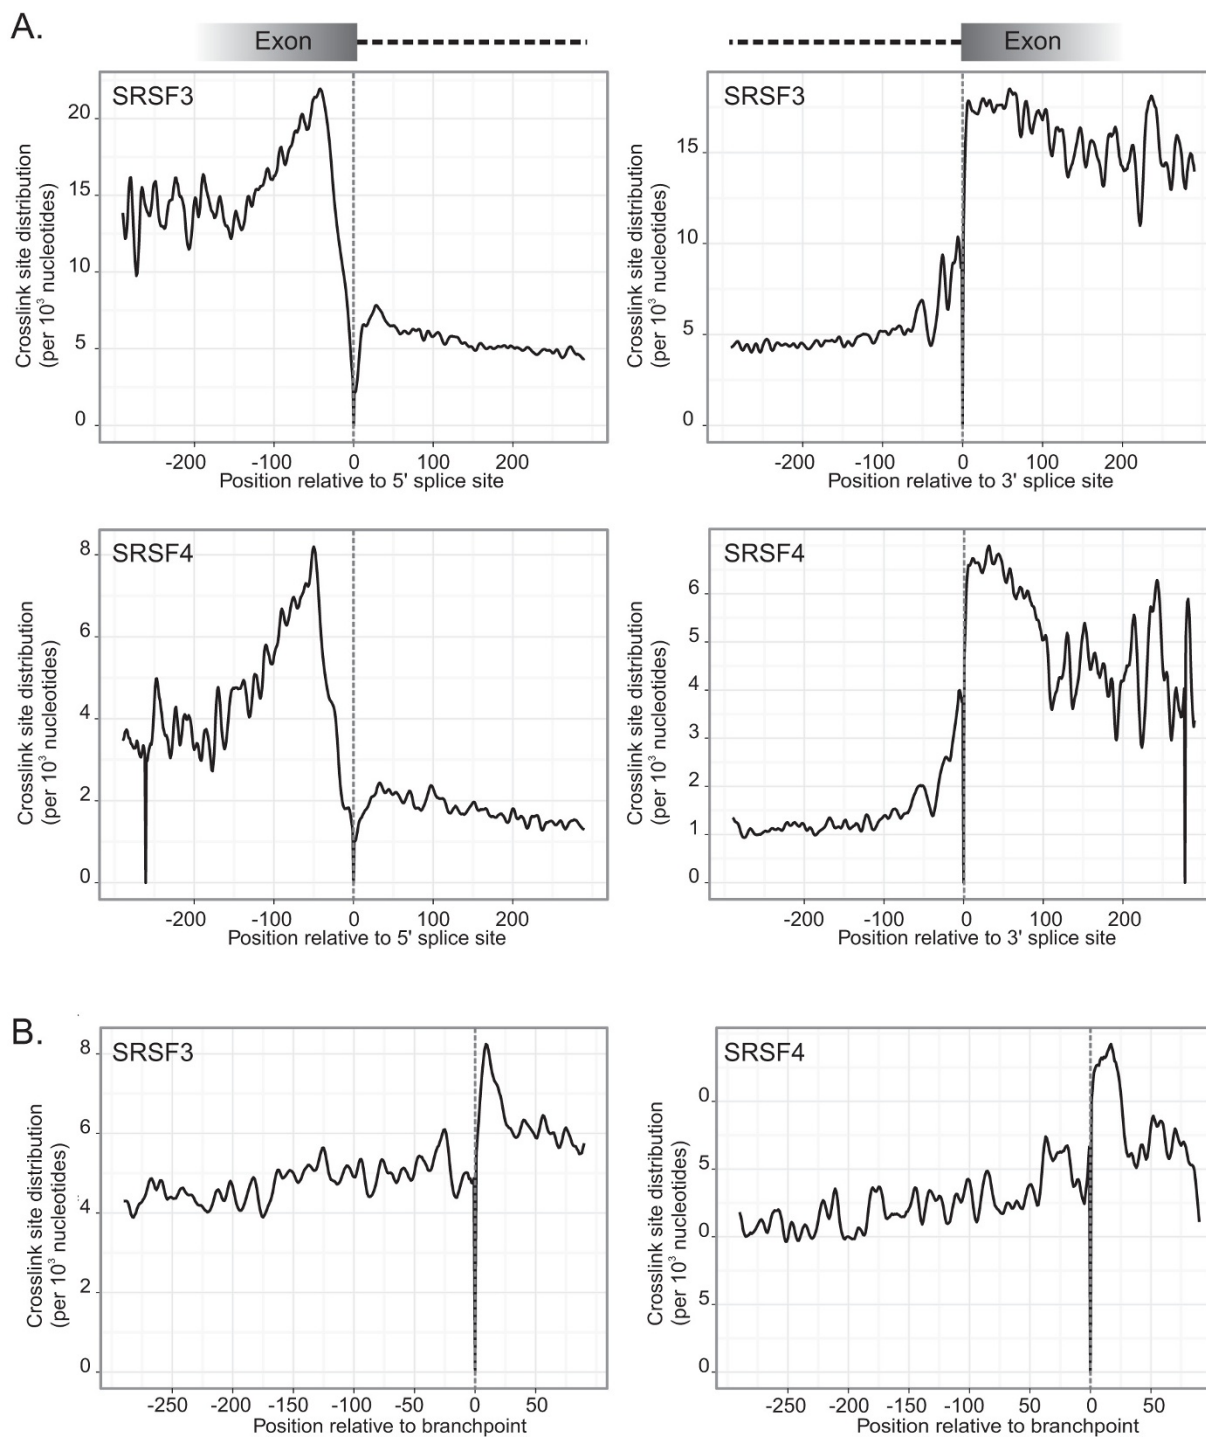 A.
Exon
Exon
SRSF3
Crosslink site distribution
(per 10³ nucleotides)
20
15
10
5
0
-200 -100 0 100 200
Position relative to 5' splice site
SRSF3
Crosslink site distribution
(per 10³ nucleotides)
15
10
5
0
-200 -100 0 100 200
Position relative to 3' splice site
SRSF4
Crosslink site distribution
(per 10³ nucleotides)
8
6
4
2
0
-200 -100 0 100 200
Position relative to 5' splice site
SRSF4
Crosslink site distribution
(per 10³ nucleotides)
6
5
4
3
2
1
0
-200 -100 0 100 200
Position relative to 3' splice site
B.
SRSF3
Crosslink site distribution
(per 10³ nucleotides)
8
6
4
2
0
-250 -200 -150 -100 -50 0 50
Position relative to branchpoint
SRSF4
Crosslink site distribution
(per 10³ nucleotides)
0
5
0
5
0
-250 -200 -150 -100 50 0 50
Position relative to branchpoint